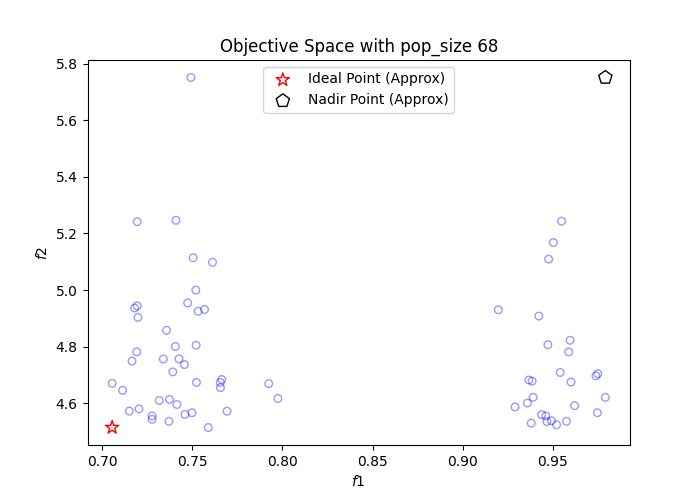 Objective Space with pop_size 68
Ideal Point (Approx)
Nadir Point (Approx)
f2
5.8
5.6
5.4
5.2
5.0
4.8
4.6
0.70 0.75 0.80 0.85 0.90 0.95
f1